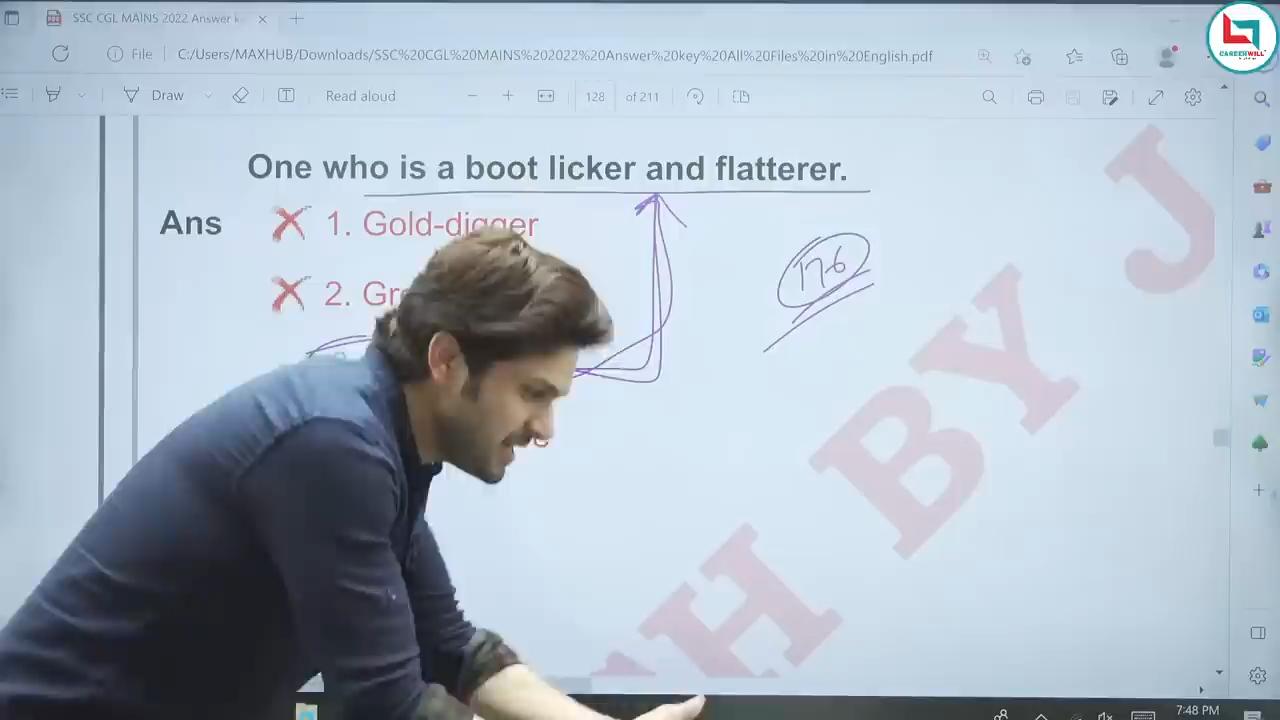 SSC CGL MAINS 2022 Answer k
File
C:/Users/MAXHUB/Downloads/SSC%20CGL%20MAINS%202022%20Answer%20key%20All%20Files%20in%20English.pdf
CAREERWILL
Draw
Read aloud
128 of 211
One who is a boot licker and flatterer.
Ans
1. Gold-digger
2. Gr
176
H BY J
7:48 PM